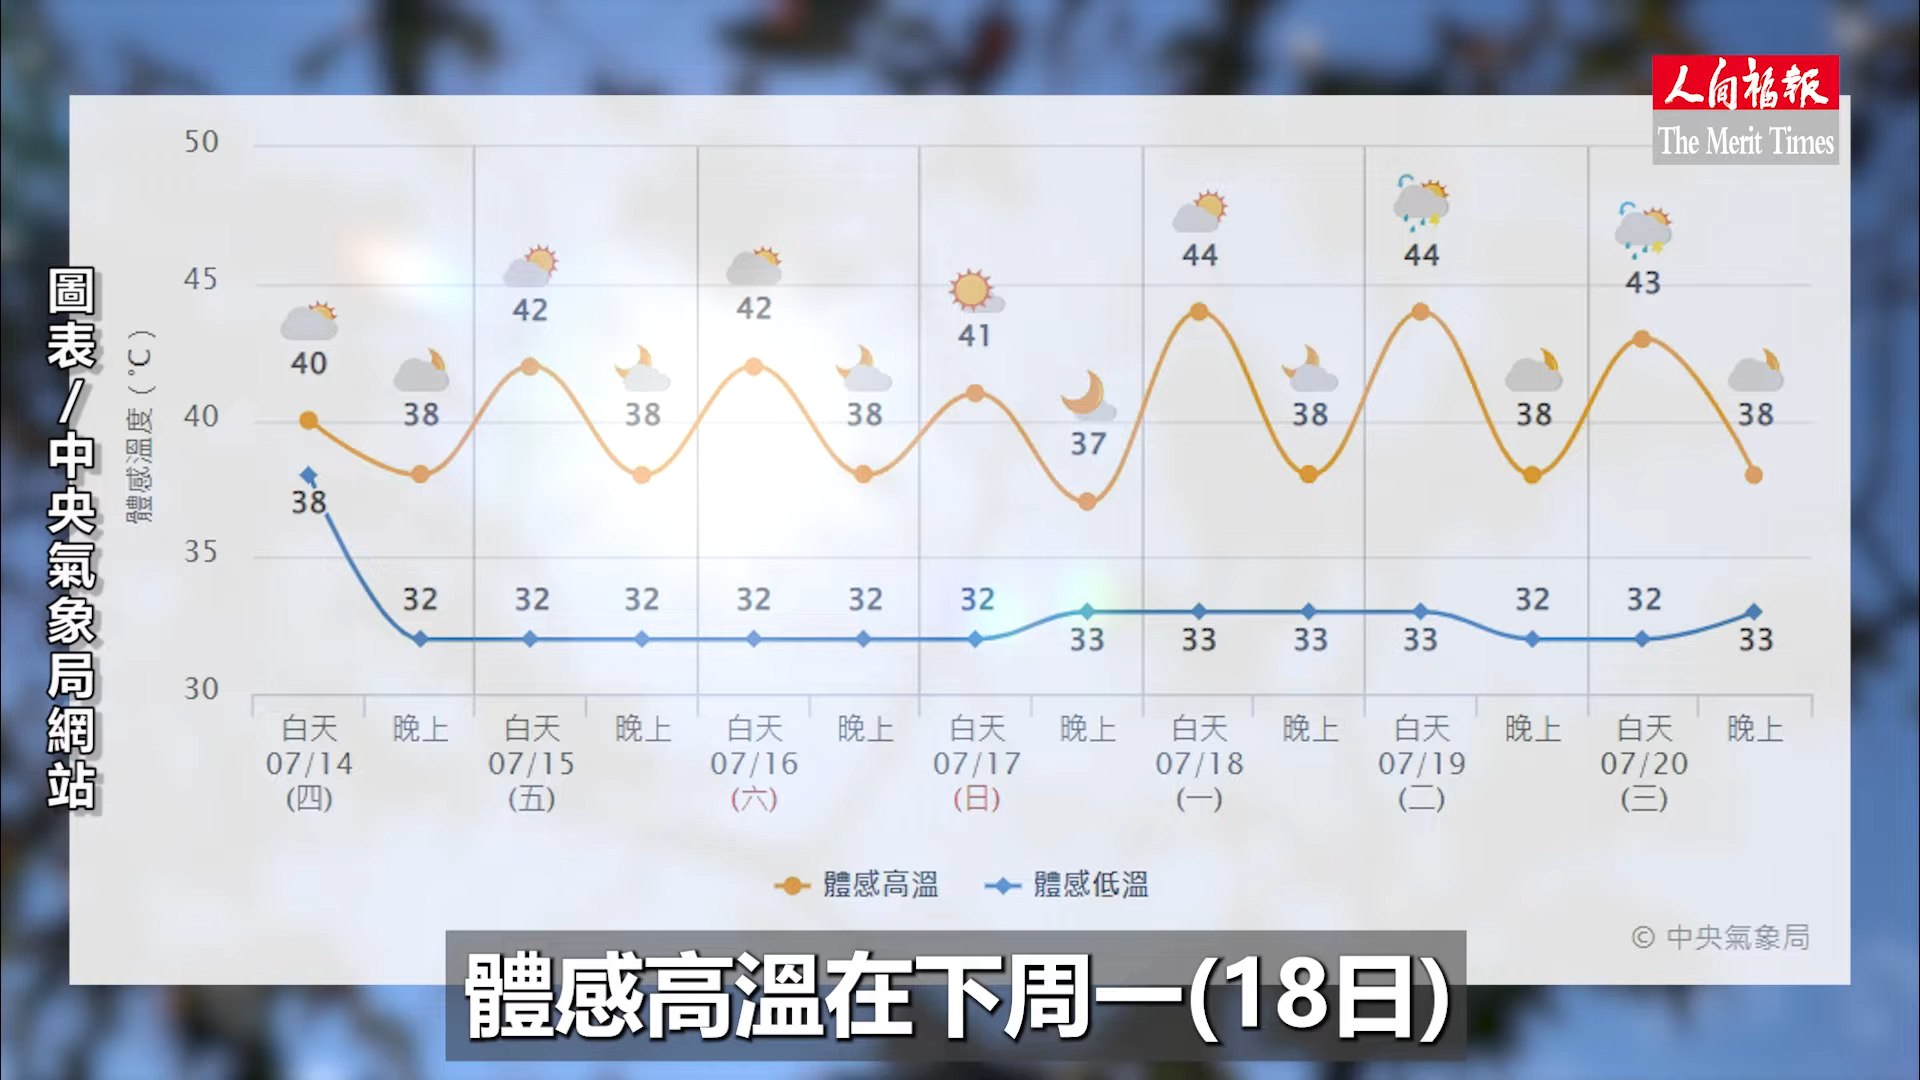 人間福報
The Merit Times
圖表/中央氣象局網站
體感溫度(°C)
50
45
40
35
30
40 38 42 38 42 38 41 37 44 38 44 38 43 38
38 32 32 32 32 32 32 33 33 33 33 32 32 33
白天 晚上 白天 晚上 白天 晚上 白天 晚上 白天 晚上 白天 晚上 白天 晚上
07/14 07/15 07/16 07/17 07/18 07/19 07/20
(四) (五) (六) (日) (一) (二) (三)
體感高溫 體感低溫
© 中央氣象局
體感高溫在下周一(18日)